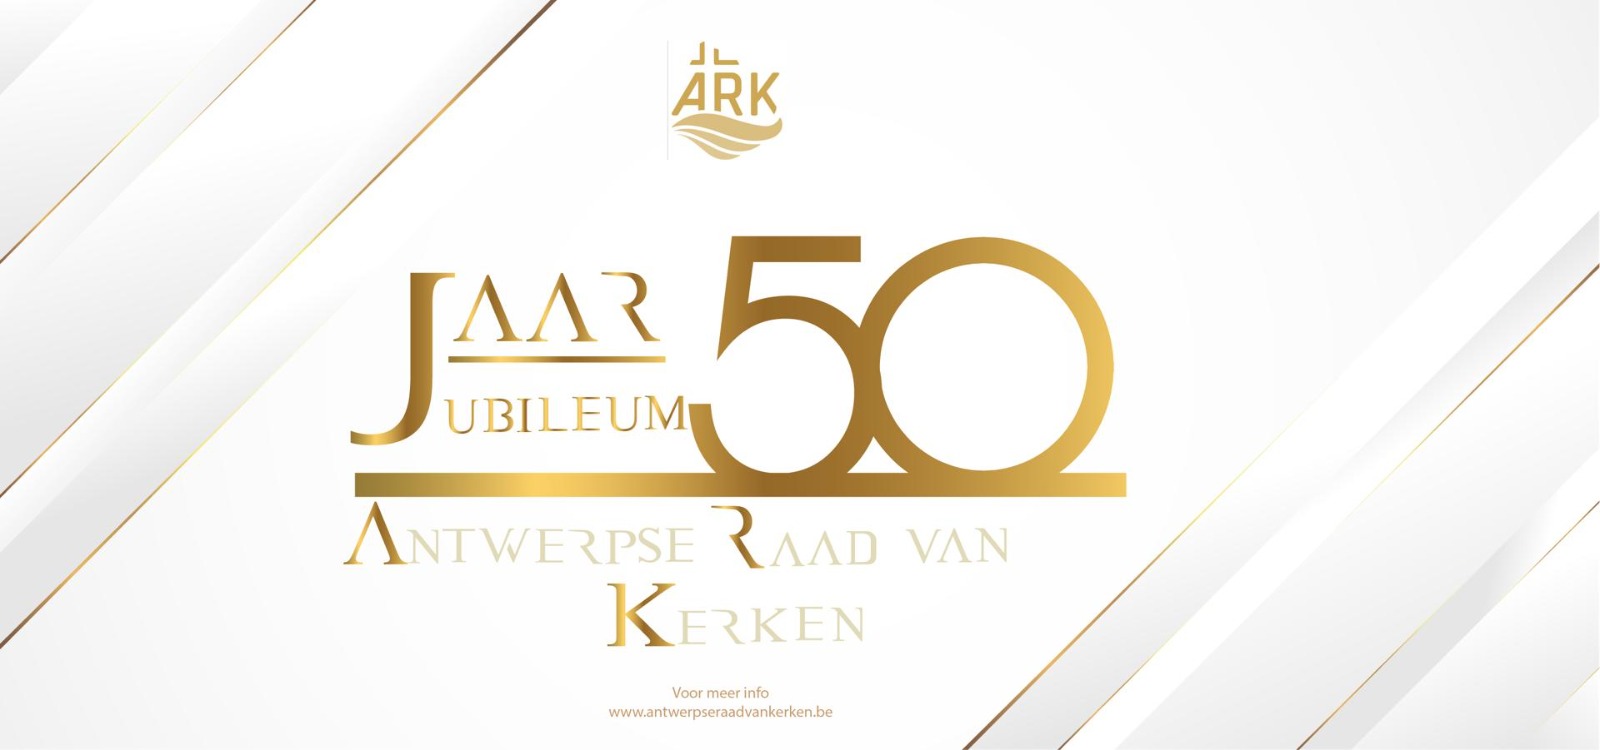 ARK
JAAR 50
JUBILEUM
ANTWERPSE RAAD VAN
KERKEN
Voor meer info
www.antwerpseraadvankerken.be